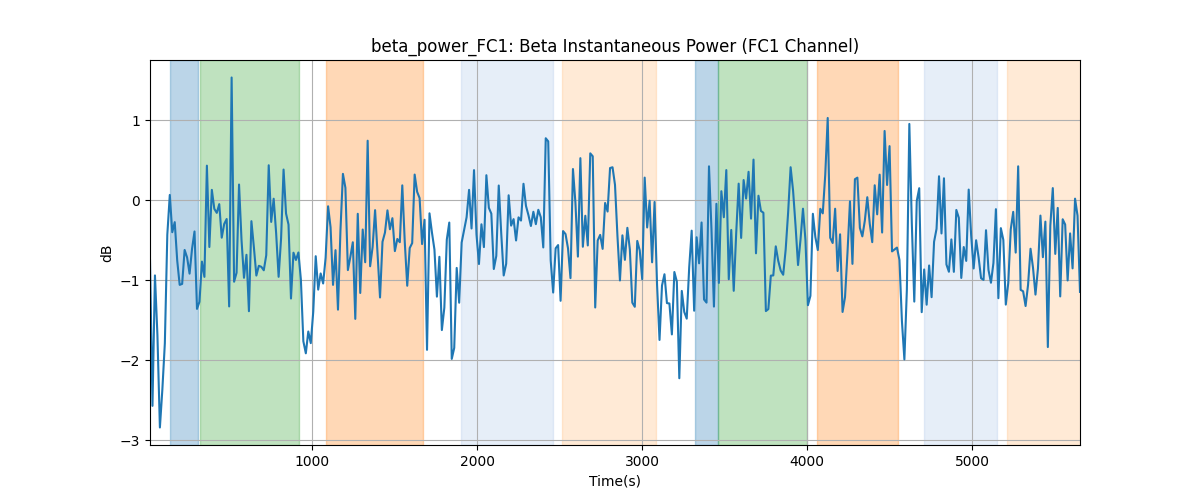 beta_power_FC1: Beta Instantaneous Power (FC1 Channel)
dB
1
0
−1
−2
−3
1000 2000 3000 4000 5000
Time(s)